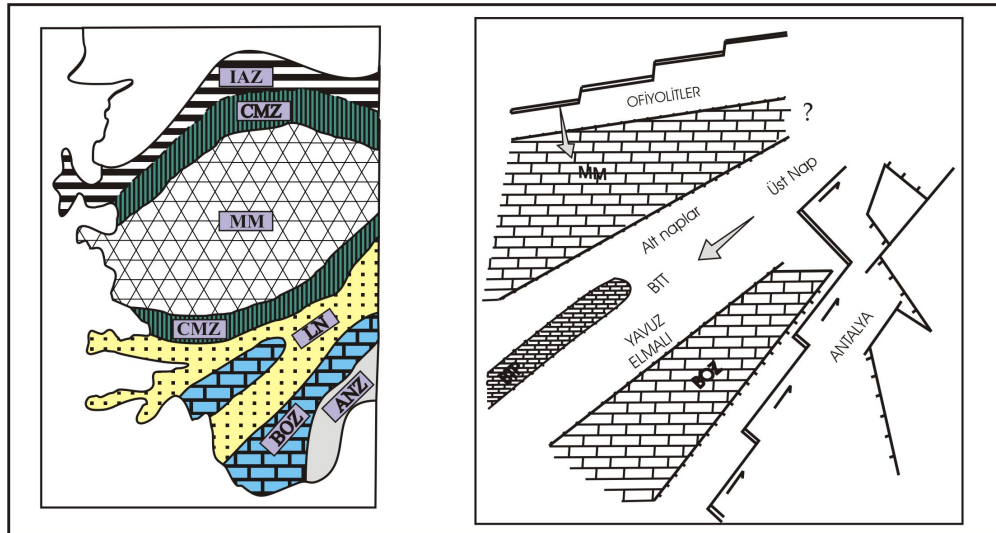 IAZ
CMZ
MM
CMZ
LN
BOZ
ANZ
OFİYOLİTLER
?
MM
Üst Nap
Alt naplar
BTT
YAVUZ
ELMALI
BOZ
ANTALYA